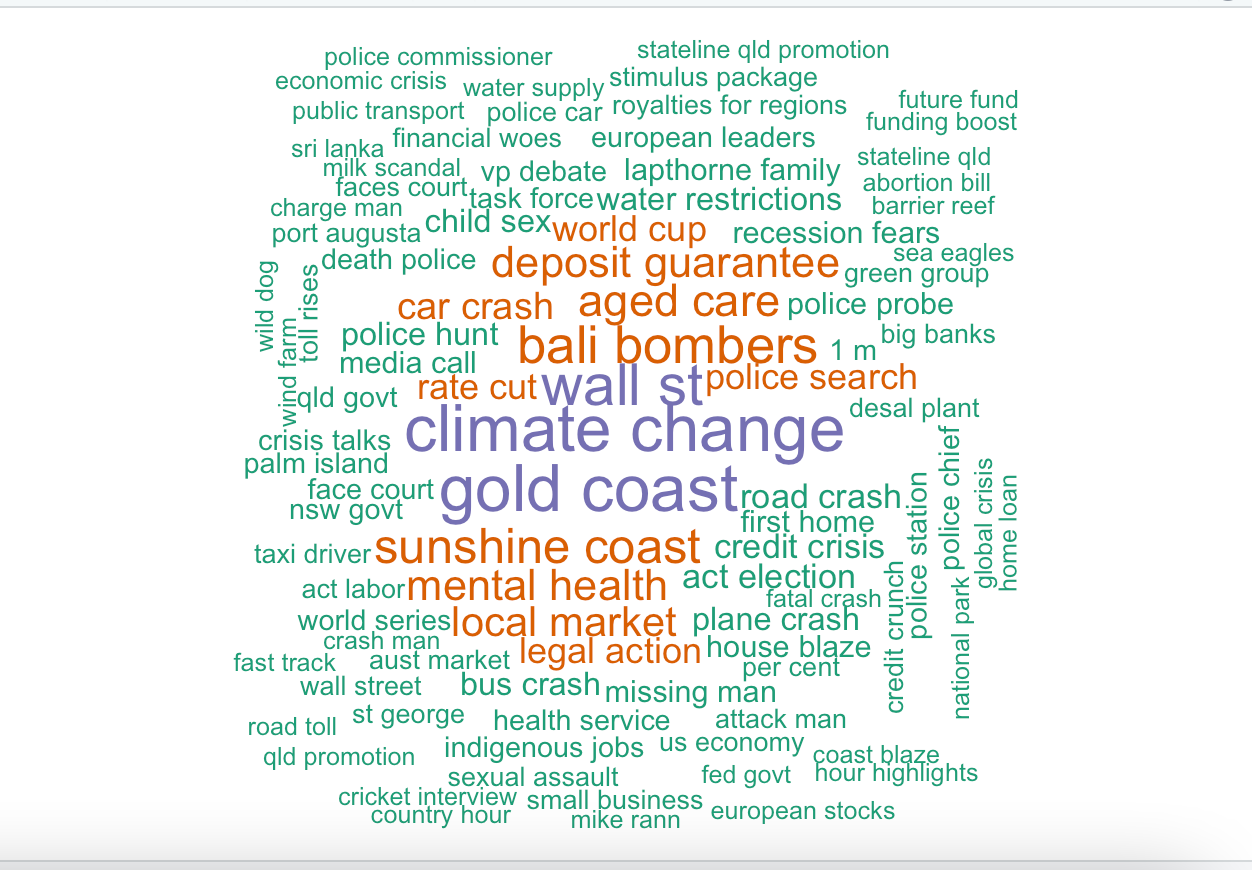 police commissioner
stateline qld promotion
economic crisis
water supply
stimulus package
public transport
police car
royalties for regions
future fund
funding boost
sri lanka
financial woes
european leaders
milk scandal
vp debate
lapthorne family
stateline qld
faces court
task force
water restrictions
abortion bill
charge man
child sex
world cup
barrier reef
port augusta
recession fears
sea eagles
death police
deposit guarantee
green group
wild dog
toll rises
car crash
aged care
police probe
wind farm
police hunt
bali bombers
1 m
big banks
media call
rate cut
wall st
police search
qld govt
desal plant
climate change
crisis talks
palm island
face court
gold coast
road crash
police station
police chief
global crisis
home loan
nsw govt
first home
taxi driver
sunshine coast
credit crisis
act labor
mental health
act election
fatal crash
credit crunch
national park
world series
local market
plane crash
crash man
legal action
house blaze
fast track
aust market
per cent
wall street
bus crash
missing man
road toll
st george
health service
attack man
qld promotion
indigenous jobs
us economy
coast blaze
sexual assault
fed govt
hour highlights
cricket interview
small business
country hour
mike rann
european stocks